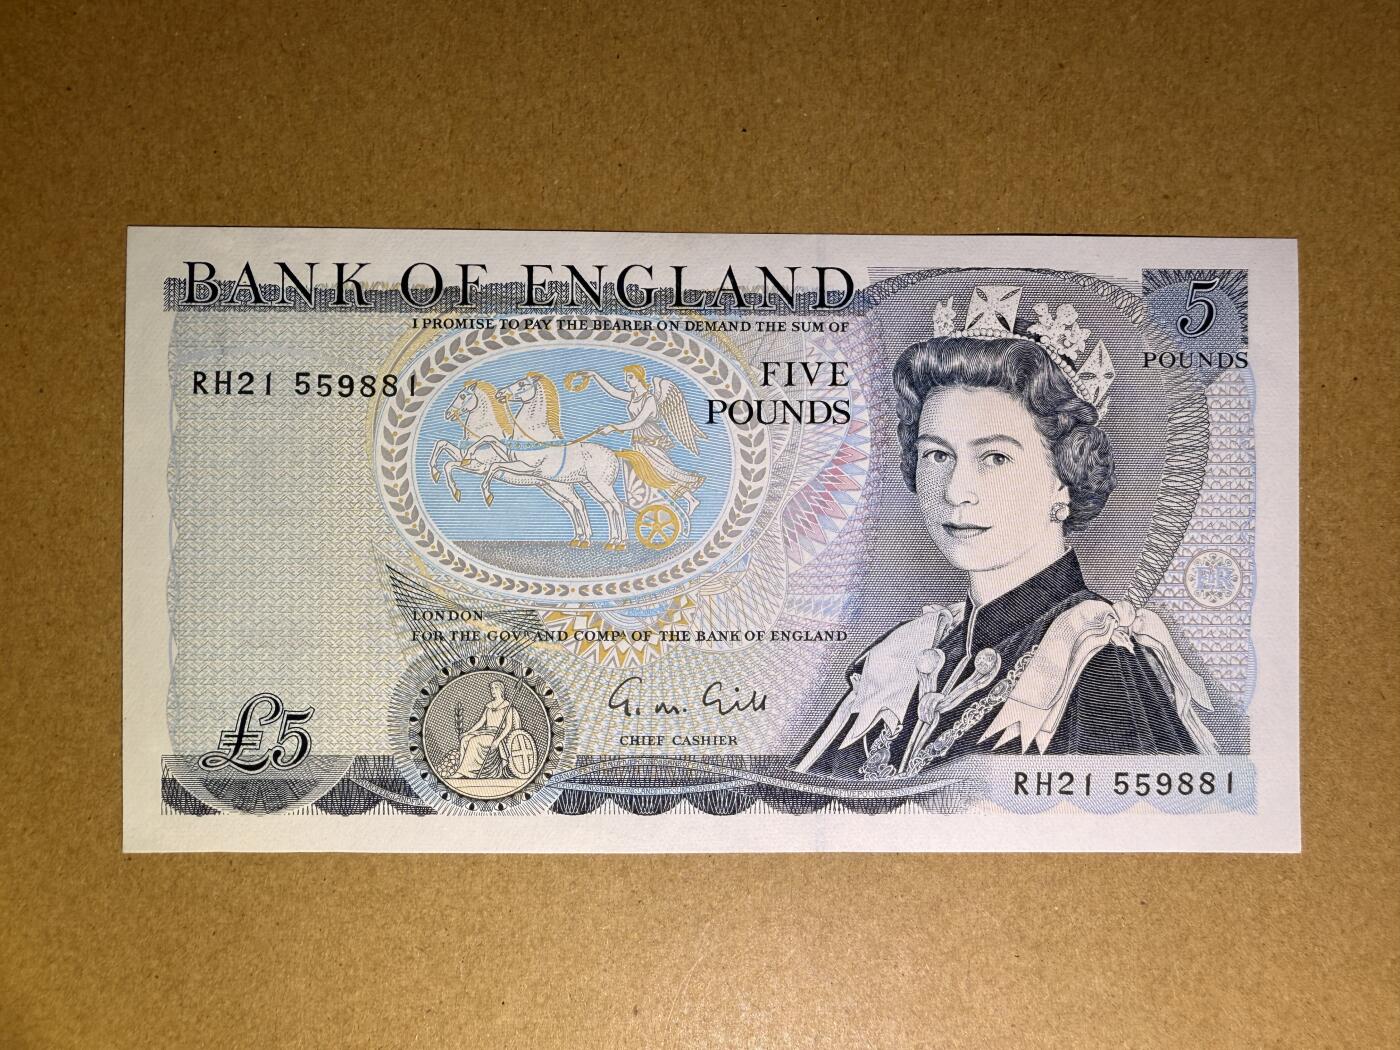 BANK OF ENGLAND
I PROMISE TO PAY THE BEARER ON DEMAND THE SUM OF
5
POUNDS
RH21 559881
FIVE
POUNDS
ER
LONDON
FOR THE GOVR AND COMPA OF THE BANK OF ENGLAND
G. M. Gill
CHIEF CASHIER
£5
RH21 559881